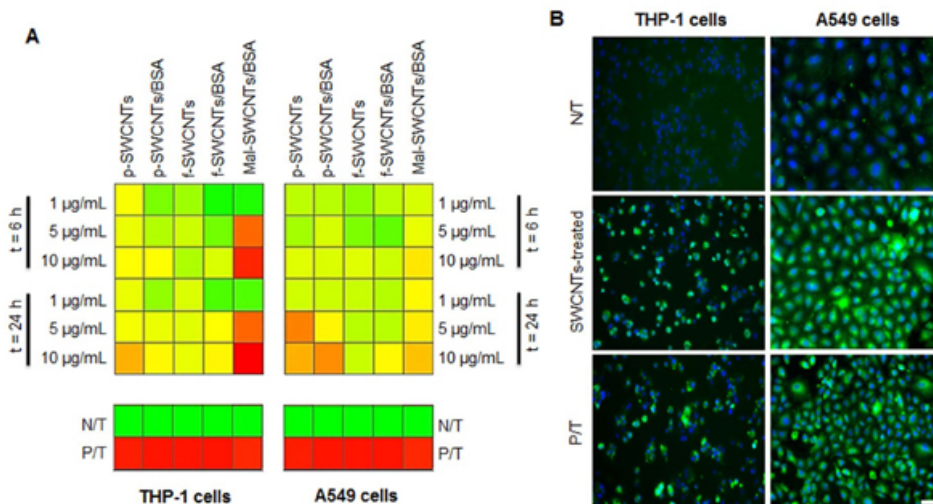 A
p-SWCNTs
p-SWCNTs/BSA
f-SWCNTs
f-SWCNTs/BSA
Mal-SWCNTs/BSA
p-SWCNTs
p-SWCNTs/BSA
f-SWCNTs
f-SWCNTs/BSA
Mal-SWCNTs/BSA
t = 6 h
1 µg/mL
5 µg/mL
10 µg/mL
t = 24 h
1 µg/mL
5 µg/mL
10 µg/mL
1 µg/mL
5 µg/mL
10 µg/mL
t = 6 h
1 µg/mL
5 µg/mL
10 µg/mL
t = 24 h
N/T
P/T
N/T
P/T
THP-1 cells
A549 cells
B
THP-1 cells
A549 cells
N/T
SWCNTs-treated
P/T